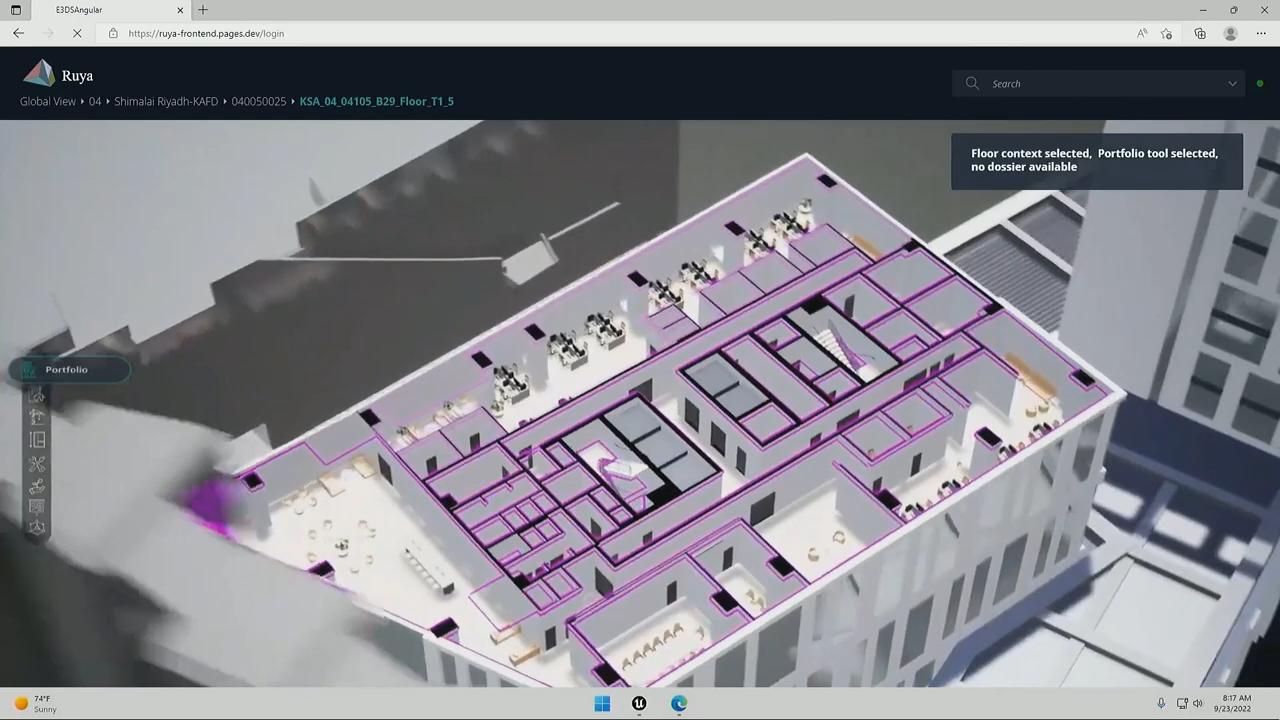 E3DSAngular
https://ruya-frontend.pages.dev/login
Ruya
Search
Global View 04 Shimalai Riyadh-KAFD 040050025 KSA_04_04105_B29_Floor_T1_5
Floor context selected, Portfolio tool selected,
no dossier available
Portfolio
74°F
Sunny
8:17 AM
9/23/2022